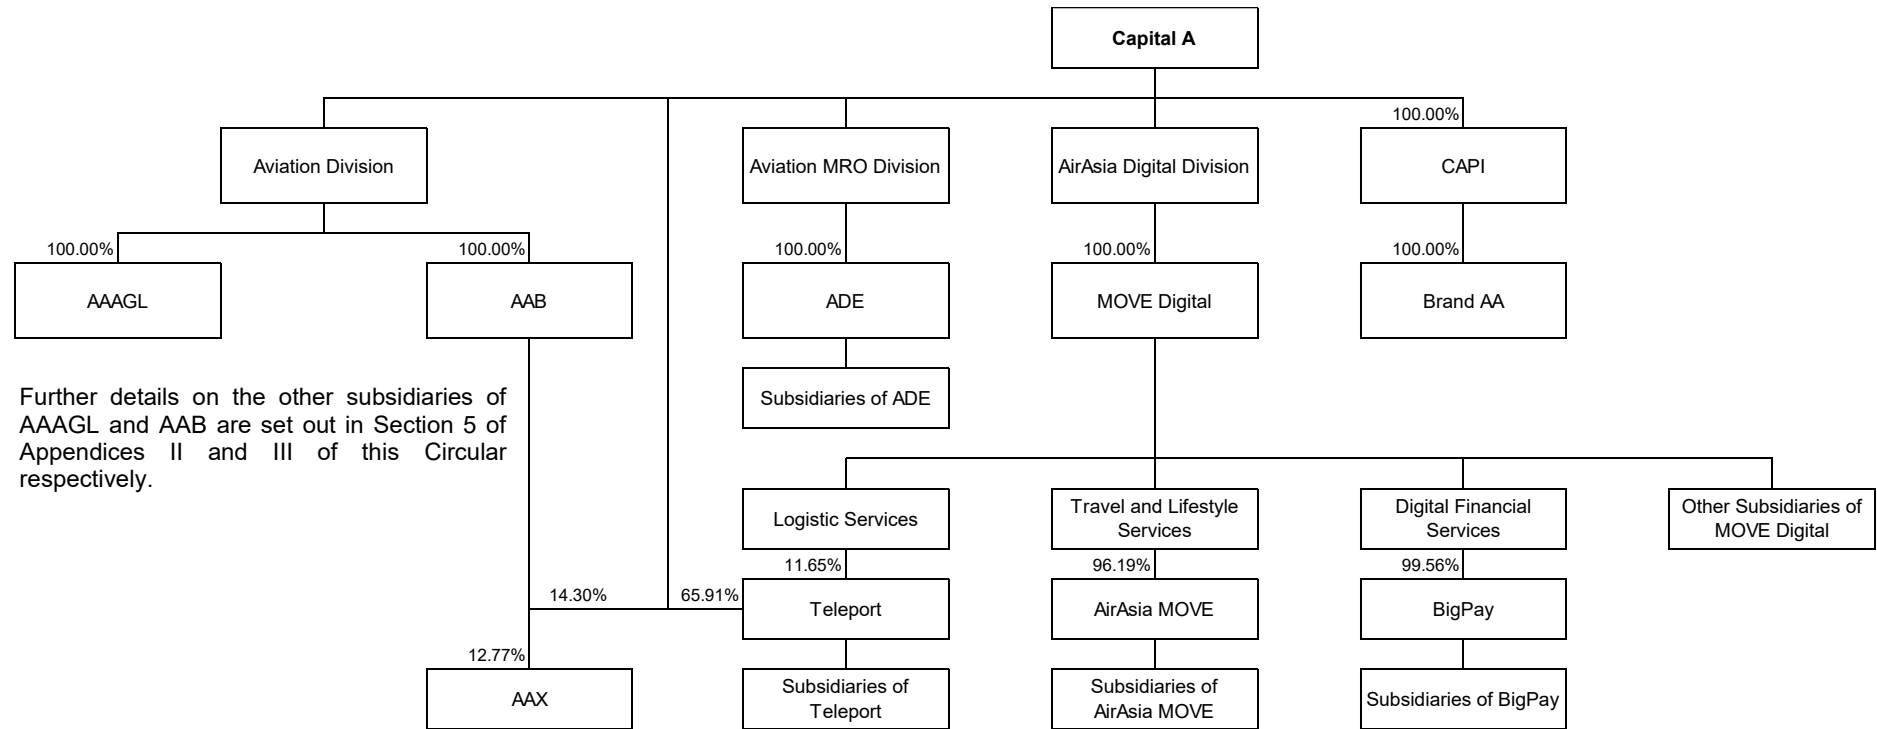 Capital A
100.00%
Aviation Division
Aviation MRO Division
AirAsia Digital Division
CAPI
100.00%
100.00%
100.00%
100.00%
100.00%
AAAGL
AAB
ADE
MOVE Digital
Brand AA
Further details on the other subsidiaries of
AAAGL and AAB are set out in Section 5 of
Appendices II and III of this Circular
respectively.
Subsidiaries of ADE
Logistic Services
Travel and Lifestyle
Services
Digital Financial
Services
Other Subsidiaries of
MOVE Digital
11.65%
96.19%
99.56%
14.30%
65.91%
Teleport
AirAsia MOVE
BigPay
12.77%
AAX
Subsidiaries of
Teleport
Subsidiaries of
AirAsia MOVE
Subsidiaries of BigPay